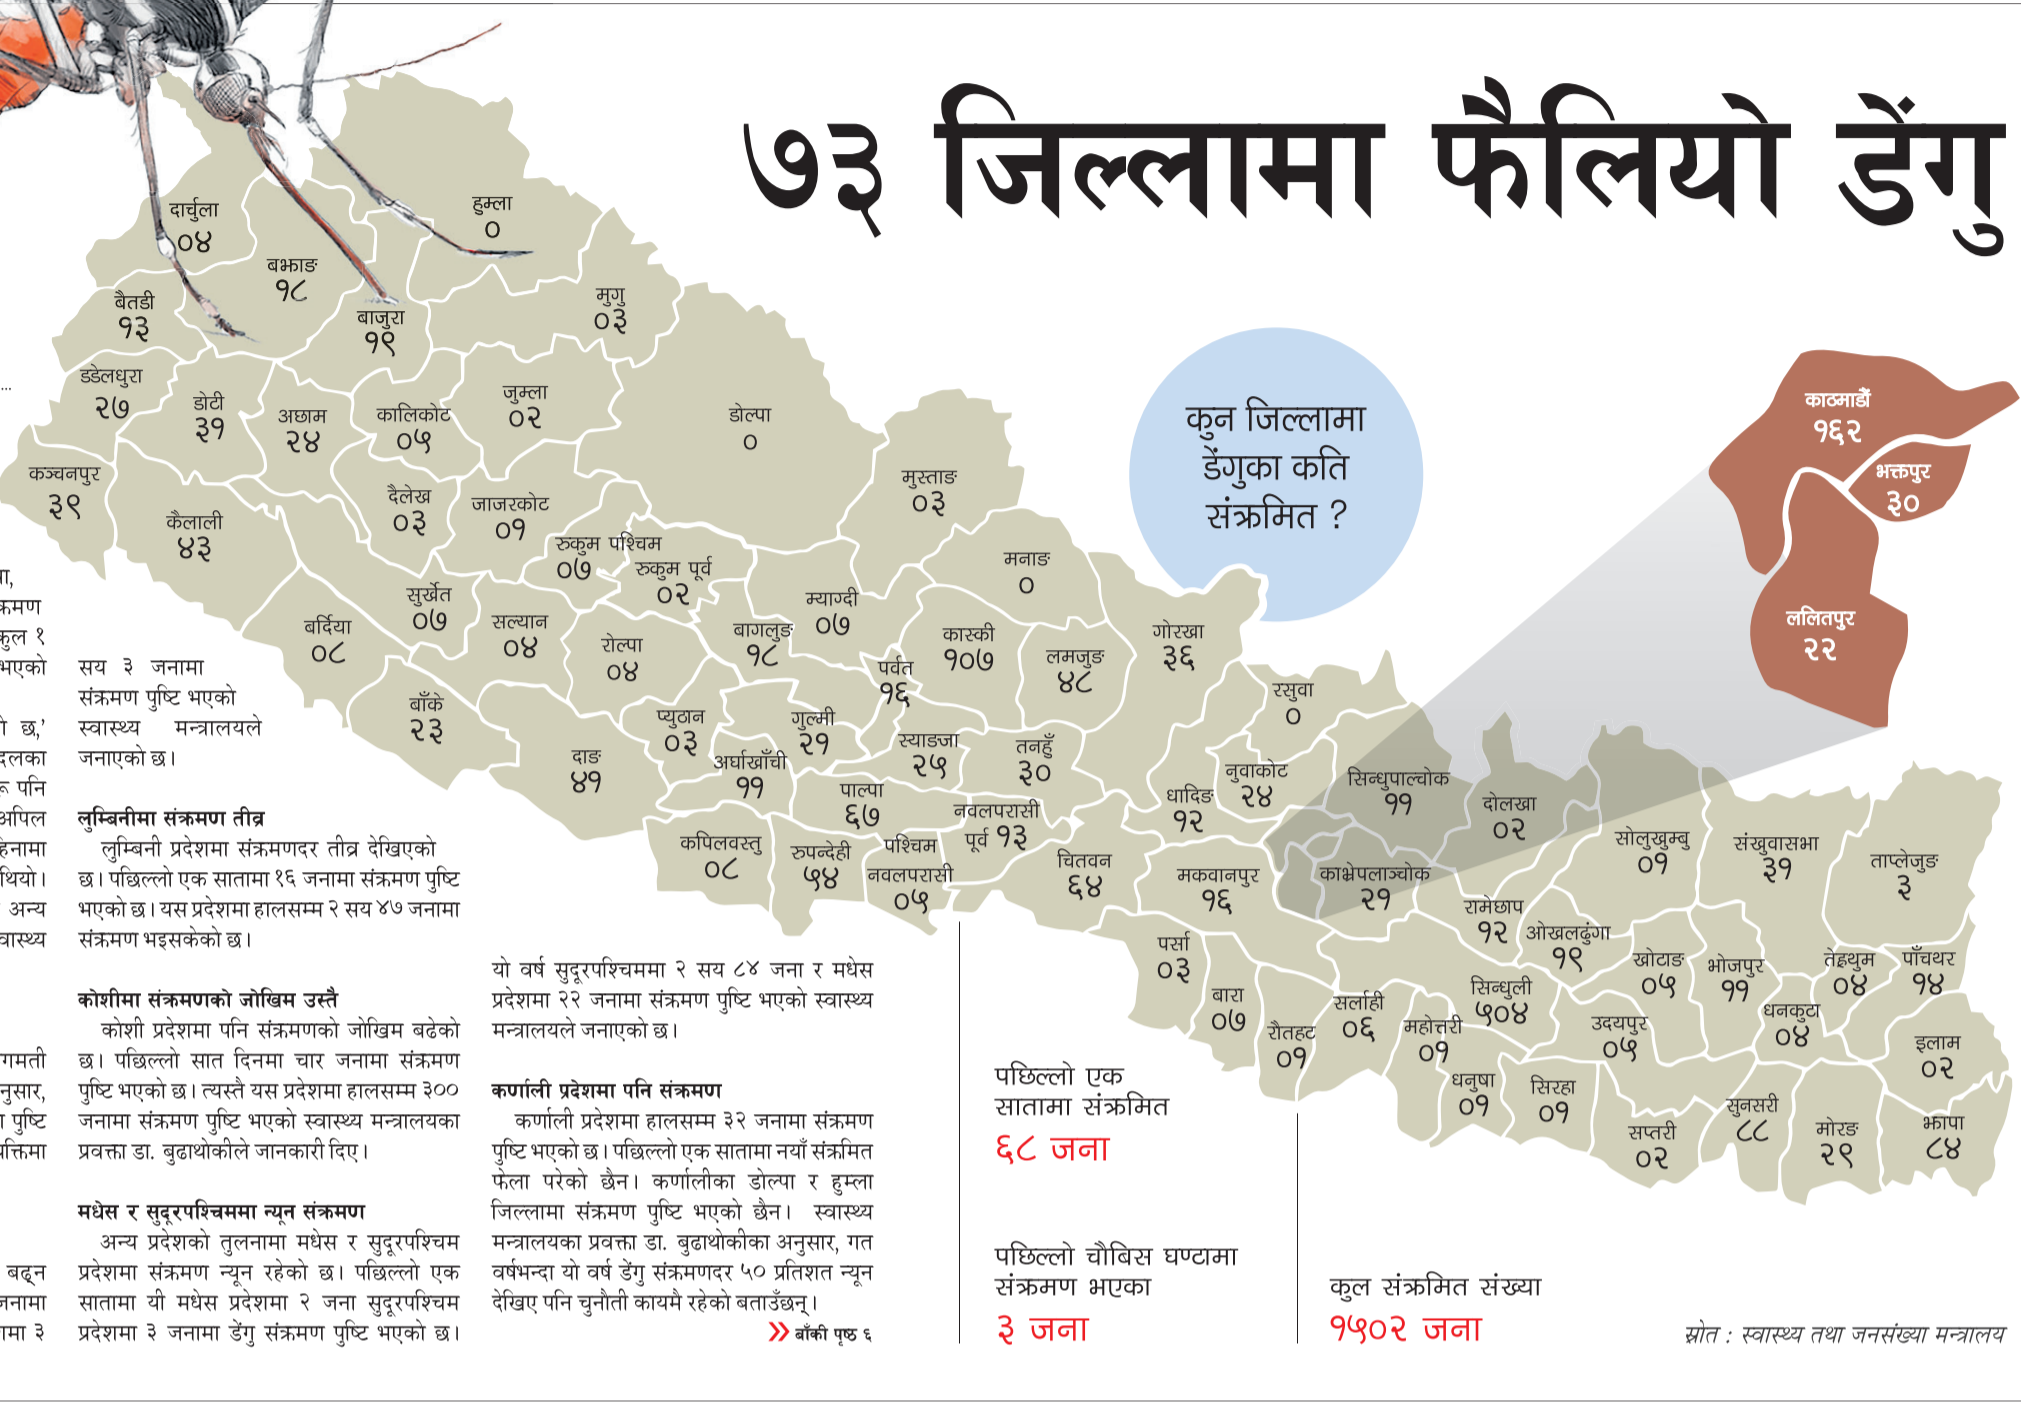 ७३ जिल्लामा फैलियो डेंगु
कुन जिल्लामा
डेंगुका कति
संक्रमित ?
दार्चुला
०४
बझाङ
१८
हुम्ला
०
बैतडी
१३
बाजुरा
१९
मुगु
०३
डडेलधुरा
२७
डोटी
३१
अछाम
२४
कालिकोट
०५
जुम्ला
०२
डोल्पा
०
कञ्चनपुर
३९
कैलाली
४३
दैलेख
०३
जाजरकोट
०१
रुकुम पश्चिम
०७
रुकुम पूर्व
०२
मुस्ताङ
०३
मनाङ
०
बर्दिया
०८
सुर्खेत
०७
सल्यान
०४
रोल्पा
०४
बागलुङ
१८
म्याग्दी
०७
पर्वत
१६
कास्की
१०७
लमजुङ
४८
गोरखा
३६
रसुवा
०
बाँके
२३
दाङ
४१
प्युठान
०३
गुल्मी
२१
अर्घाखाँची
११
स्याङजा
२५
तनहुँ
३०
पाल्पा
६७
कपिलवस्तु
०८
रुपन्देही
५४
पश्चिम
नवलपरासी
०५
नवलपरासी
पूर्व १३
चितवन
६४
धादिङ
१२
नुवाकोट
२४
सिन्धुपाल्चोक
११
दोलखा
०२
मकवानपुर
१६
काभ्रेपलाञ्चोक
२१
रामेछाप
१२
ओखलढुंगा
१९
सोलुखुम्बु
०१
संखुवासभा
३१
ताप्लेजुङ
३
पर्सा
०३
बारा
०७
रौतहट
०१
सर्लाही
०६
महोत्तरी
०१
सिन्धुली
५०४
धनुषा
०१
सिरहा
०१
उदयपुर
०५
खोटाङ
०५
भोजपुर
११
धनकुटा
०४
तेह्रथुम
०४
पाँचथर
१४
इलाम
०२
सप्तरी
०२
सुनसरी
८८
मोरङ
२९
झापा
८४
काठमाडौं
१६२
भक्तपुर
३०
ललितपुर
२२
क्रमण
कुल १
भएको
छ,’
पनि
अपिल
थियो।
अन्य
पुष्टि
बढ्न
सय ३ जनामा
संक्रमण पुष्टि भएको
स्वास्थ्य मन्त्रालयले
जनाएको छ।
लुम्बिनीमा संक्रमण तीव्र
लुम्बिनी प्रदेशमा संक्रमणदर तीव्र देखिएको
छ। पछिल्लो एक सातामा १६ जनामा संक्रमण पुष्टि
भएको छ। यस प्रदेशमा हालसम्म २ सय ४७ जनामा
संक्रमण भइसकेको छ।
कोशीमा संक्रमणको जोखिम उस्तै
कोशी प्रदेशमा पनि संक्रमणको जोखिम बढेको
छ। पछिल्लो सात दिनमा चार जनामा संक्रमण
पुष्टि भएको छ। त्यस्तै यस प्रदेशमा हालसम्म ३००
जनामा संक्रमण पुष्टि भएको स्वास्थ्य मन्त्रालयका
प्रवक्ता डा. बुढाथोकीले जानकारी दिए।
मधेस र सुदूरपश्चिममा न्यून संक्रमण
अन्य प्रदेशको तुलनामा मधेस र सुदूरपश्चिम
प्रदेशमा संक्रमण न्यून रहेको छ। पछिल्लो एक
सातामा यी मधेस प्रदेशमा २ जना सुदूरपश्चिम
प्रदेशमा ३ जनामा डेंगु संक्रमण पुष्टि भएको छ।
यो वर्ष सुदूरपश्चिममा २ सय ८४ जना र मधेस
प्रदेशमा २२ जनामा संक्रमण पुष्टि भएको स्वास्थ्य
मन्त्रालयले जनाएको छ।
कर्णाली प्रदेशमा पनि संक्रमण
कर्णाली प्रदेशमा हालसम्म ३२ जनामा संक्रमण
पुष्टि भएको छ। पछिल्लो एक सातामा नयाँ संक्रमित
फेला परेको छैन। कर्णालीका डोल्पा र हुम्ला
जिल्लामा संक्रमण पुष्टि भएको छैन। स्वास्थ्य
मन्त्रालयका प्रवक्ता डा. बुढाथोकीका अनुसार, गत
वर्षभन्दा यो वर्ष डेंगु संक्रमणदर ५० प्रतिशत न्यून
देखिए पनि चुनौती कायमै रहेको बताउँछन्।
बाँकी पृष्ठ ६
पछिल्लो एक
सातामा संक्रमित
६८ जना
पछिल्लो चौबिस घण्टामा
संक्रमण भएका
३ जना
कुल संक्रमित संख्या
१५०२ जना
स्रोत : स्वास्थ्य तथा जनसंख्या मन्त्रालय